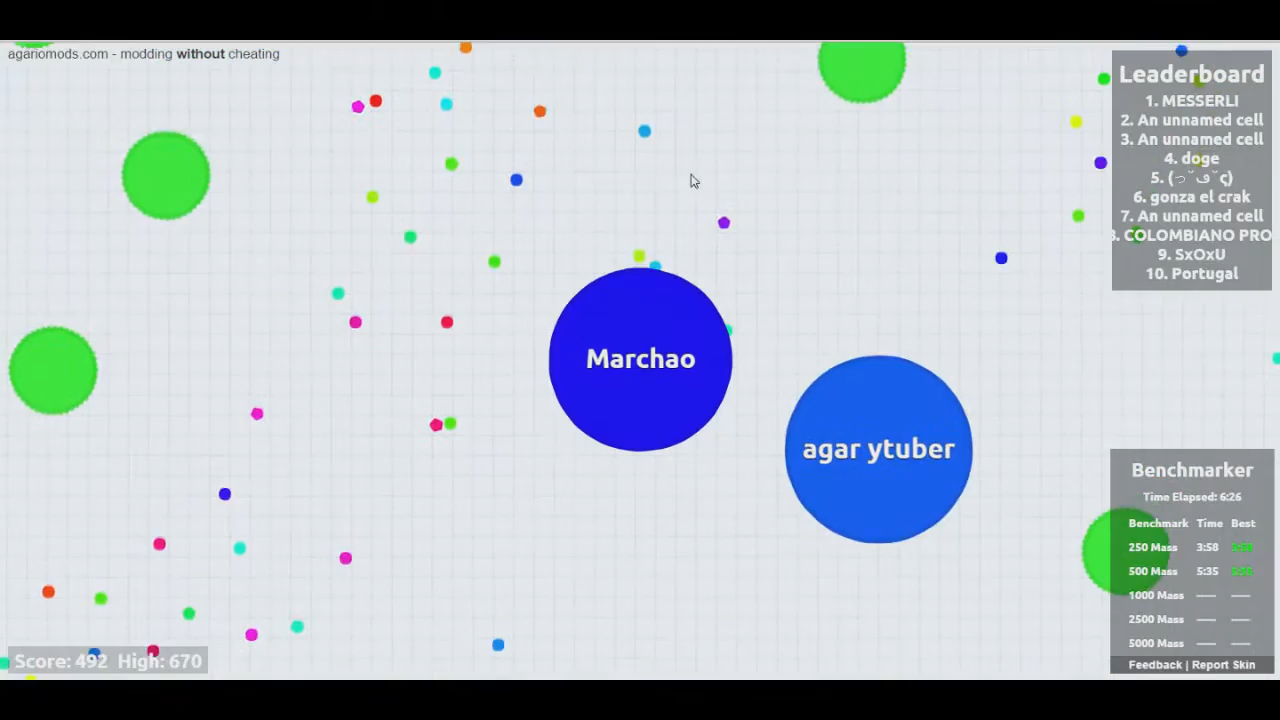 agariomods.com - modding without cheating
Leaderboard
1. MESSERLI
2. An unnamed cell
3. An unnamed cell
4. doge
6. gonza el crak
7. An unnamed cell
8. COLOMBIANO PRO
9. SxOxU
10. Portugal
Marchao
agar ytuber
Benchmarker
Time Elapsed: 6:26
Benchmark Time Best
250 Mass 3:58
500 Mass 5:35
1000 Mass —— ——
2500 Mass —— ——
5000 Mass —— ——
Score: 492 High: 670
Feedback | Report Skin